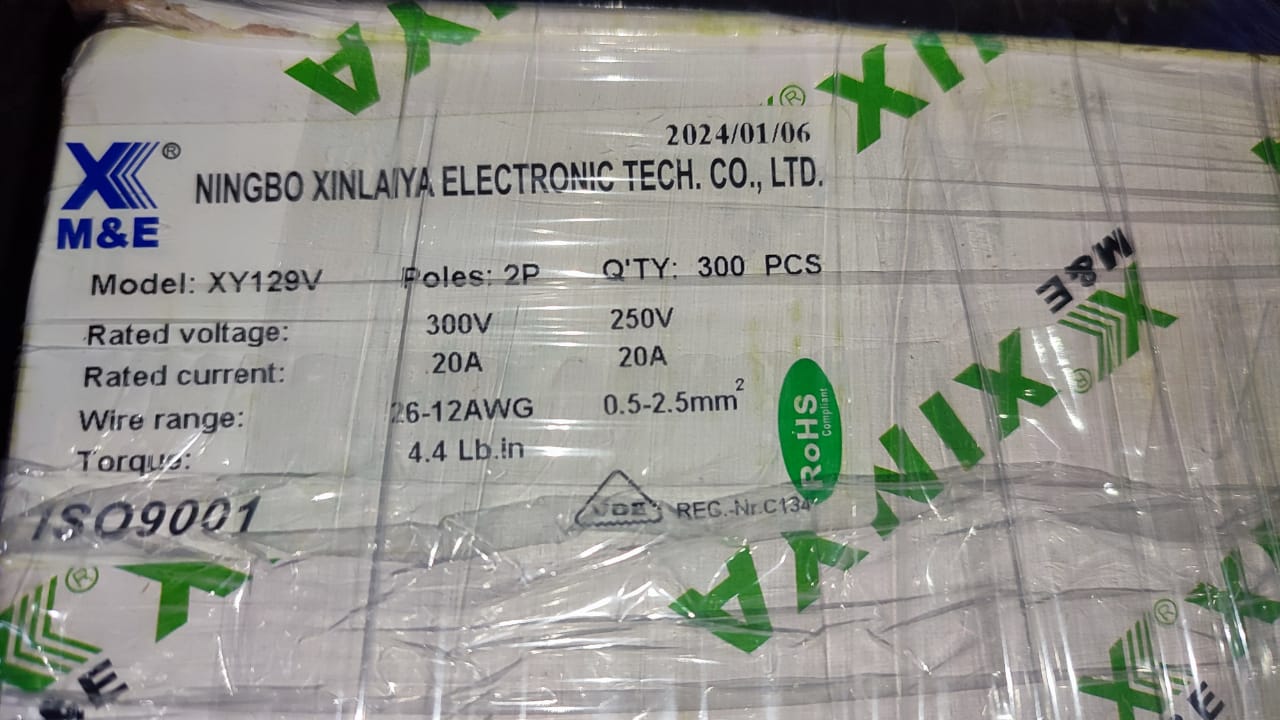 2024/01/06
X ®
M&E
NINGBO XINLAIYA ELECTRONIC TECH. CO., LTD.
Model: XY129V Poles: 2P Q'TY: 300 PCS
Rated voltage: 300V 250V
Rated current: 20A 20A
Wire range: 26-12AWG 0.5-2.5mm²
Torque: 4.4 Lb.in
RoHS
Compliant
ISO9001
VDE REG.-Nr.C134
M&E
XINYA
®